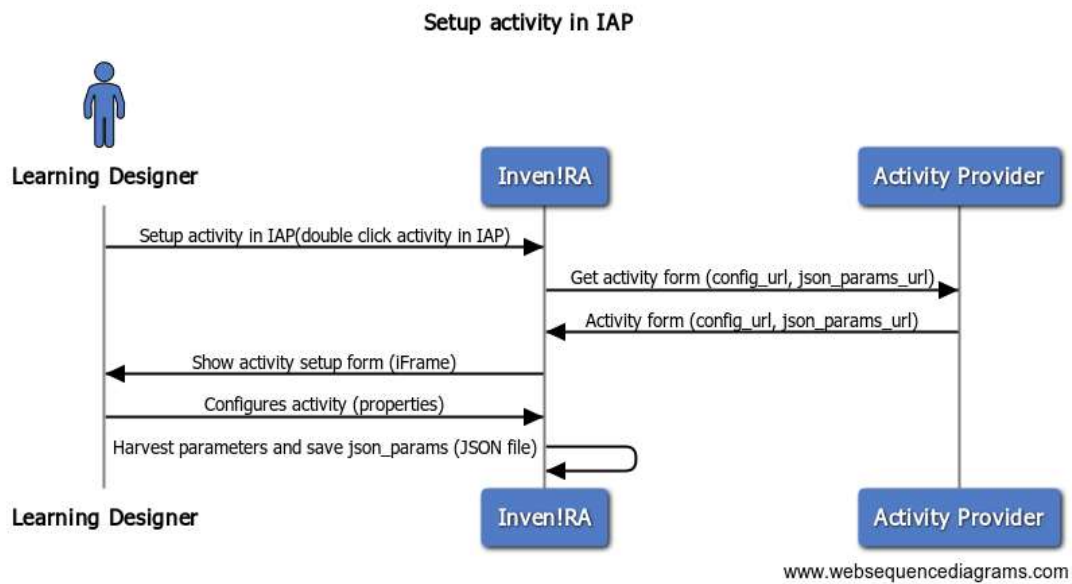 Setup activity in IAP
Learning Designer
Inven!RA
Activity Provider
Setup activity in IAP(double click activity in IAP)
Get activity form (config_url, json_params_url)
Activity form (config_url, json_params_url)
Show activity setup form (iFrame)
Configures activity (properties)
Harvest parameters and save json_params (JSON file)
Learning Designer
Inven!RA
Activity Provider
www.websequencediagrams.com